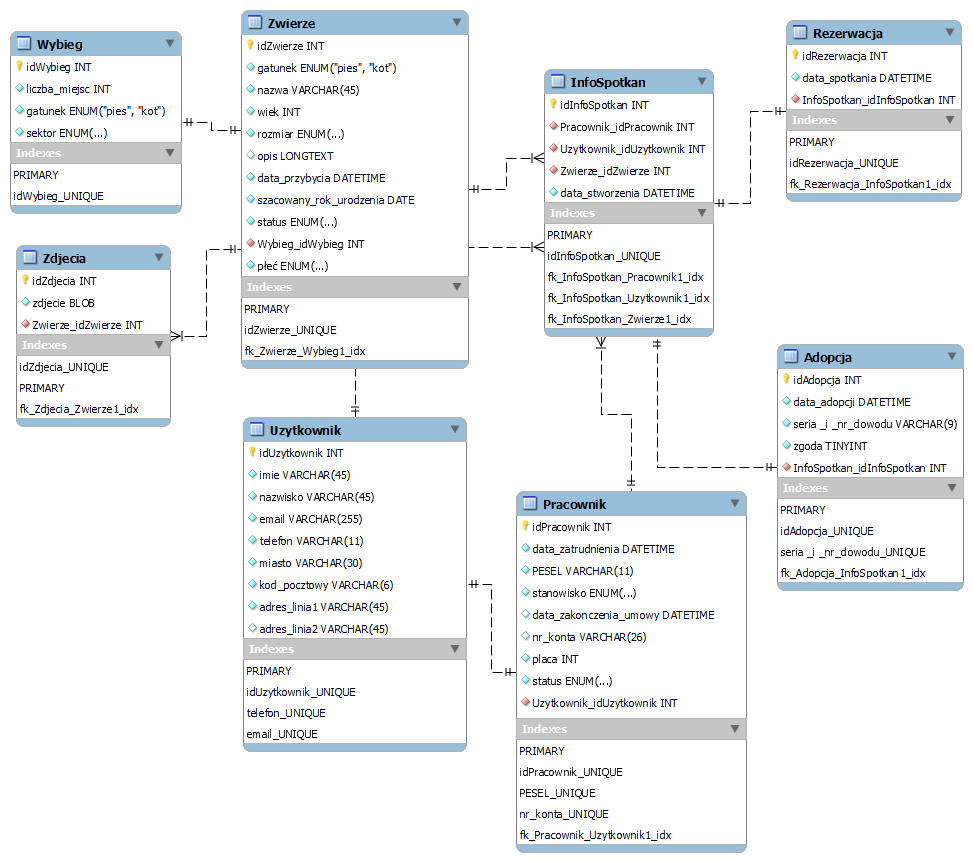 Wybieg
idWybieg INT
liczba_miejsc INT
gatunek ENUM("pies", "kot")
sektor ENUM(...)
Indexes
PRIMARY
idWybieg_UNIQUE
Zdjecia
idZdjecia INT
zdjecie BLOB
Zwierze_idZwierze INT
Indexes
idZdjecia_UNIQUE
PRIMARY
fk_Zdjecia_Zwierze1_idx
Zwierze
idZwierze INT
gatunek ENUM("pies", "kot")
nazwa VARCHAR(45)
wiek INT
rozmiar ENUM(...)
opis LONGTEXT
data_przybycia DATETIME
szacowany_rok_urodzenia DATE
status ENUM(...)
Wybieg_idWybieg INT
płeć ENUM(...)
Indexes
PRIMARY
idZwierze_UNIQUE
fk_Zwierze_Wybieg1_idx
Uzytkownik
idUzytkownik INT
imie VARCHAR(45)
nazwisko VARCHAR(45)
email VARCHAR(255)
telefon VARCHAR(11)
miasto VARCHAR(30)
kod_pocztowy VARCHAR(6)
adres_linia1 VARCHAR(45)
adres_linia2 VARCHAR(45)
Indexes
PRIMARY
idUzytkownik_UNIQUE
telefon_UNIQUE
email_UNIQUE
InfoSpotkan
idInfoSpotkan INT
Pracownik_idPracownik INT
Uzytkownik_idUzytkownik INT
Zwierze_idZwierze INT
data_stworzenia DATETIME
Indexes
PRIMARY
idInfoSpotkan_UNIQUE
fk_InfoSpotkan_Pracownik1_idx
fk_InfoSpotkan_Uzytkownik1_idx
fk_InfoSpotkan_Zwierze1_idx
Pracownik
idPracownik INT
data_zatrudnienia DATETIME
PESEL VARCHAR(11)
stanowisko ENUM(...)
data_zakonczenia_umowy DATETIME
nr_konta VARCHAR(26)
placa INT
status ENUM(...)
Uzytkownik_idUzytkownik INT
Indexes
PRIMARY
idPracownik_UNIQUE
PESEL_UNIQUE
nr_konta_UNIQUE
fk_Pracownik_Uzytkownik1_idx
Rezerwacja
idRezerwacja INT
data_spotkania DATETIME
InfoSpotkan_idInfoSpotkan INT
Indexes
PRIMARY
idRezerwacja_UNIQUE
fk_Rezerwacja_InfoSpotkan1_idx
Adopcja
idAdopcja INT
data_adopcji DATETIME
seria _i _nr_dowodu VARCHAR(9)
zgoda TINYINT
InfoSpotkan_idInfoSpotkan INT
Indexes
PRIMARY
idAdopcja_UNIQUE
seria _i _nr_dowodu_UNIQUE
fk_Adopcja_InfoSpotkan1_idx